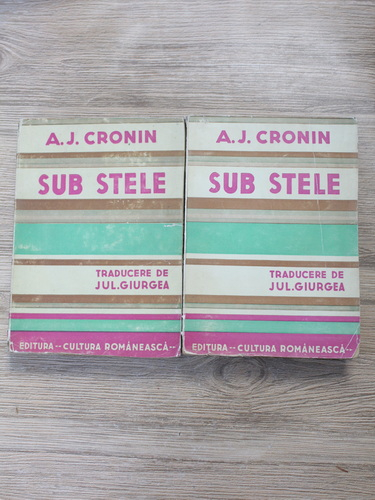 A.J. CRONIN
SUB STELE
TRADUCERE DE
JUL.GIURGEA
EDITURA -- CULTURA ROMÂNEASCĂ --
A.J. CRONIN
SUB STELE
TRADUCERE DE
JUL.GIURGEA
EDITURA -- CULTURA ROMÂNEASCĂ --